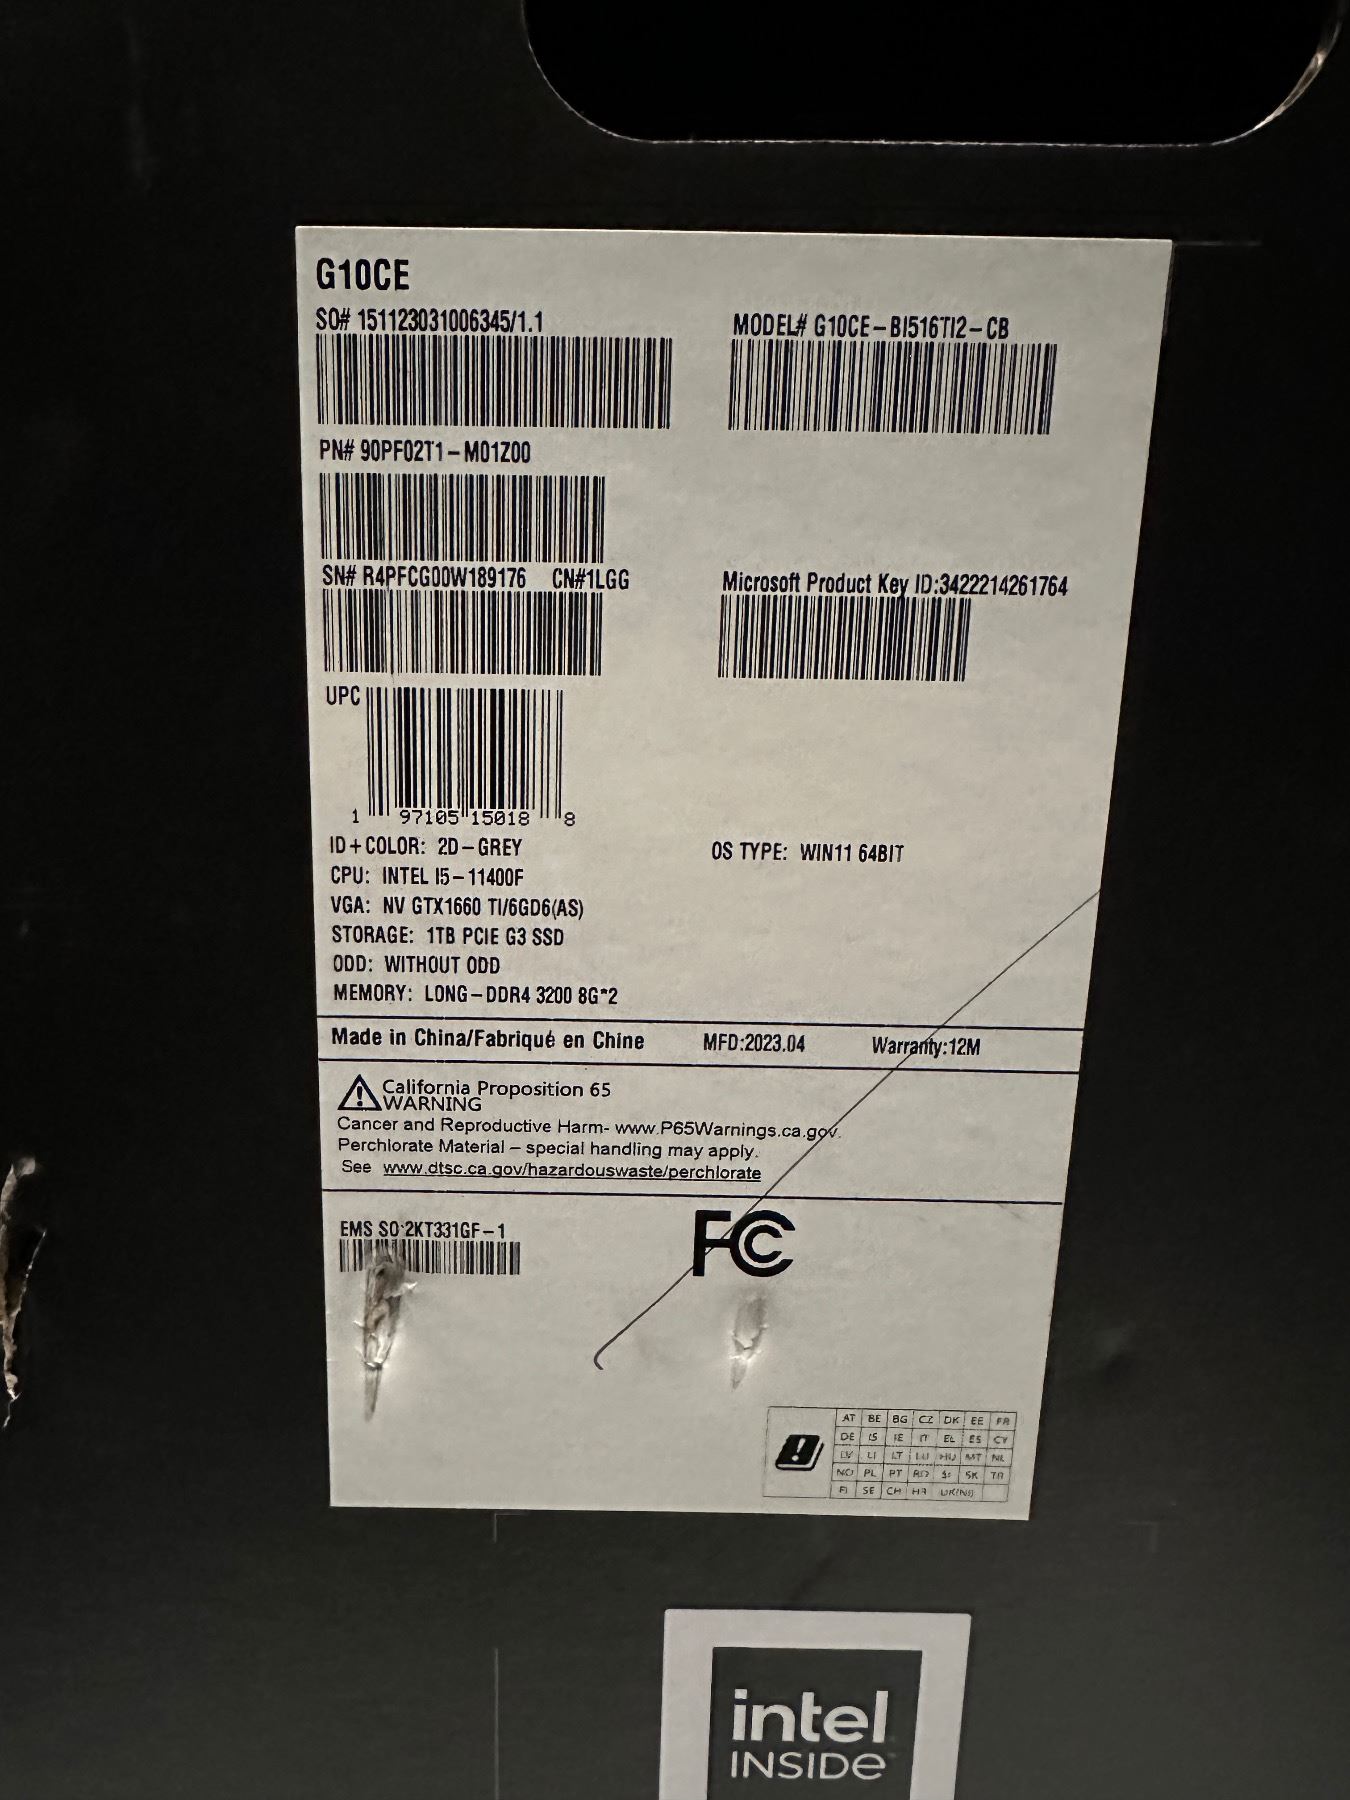 G10CE
SO# 151123031006345/1.1
MODEL# G10CE-BI516TI2-CB
PN# 90PF02T1-M01Z00
SN# R4PFCG00W189176 CN#1LGG
Microsoft Product Key ID:3422214261764
UPC
1 97105 15018 8
ID+COLOR: 2D-GREY
OS TYPE: WIN11 64BIT
CPU: INTEL I5-11400F
VGA: NV GTX1660 TI/6GD6(AS)
STORAGE: 1TB PCIE G3 SSD
ODD: WITHOUT ODD
MEMORY: LONG-DDR4 3200 8G*2
Made in China/Fabriqué en Chine MFD:2023.04 Warranty:12M
California Proposition 65
WARNING
Cancer and Reproductive Harm- www.P65Warnings.ca.gov.
Perchlorate Material – special handling may apply.
See www.dtsc.ca.gov/hazardouswaste/perchlorate
EMS SO:2KT331GF-1
FC
AT BE BG CZ DK EE FR
DE IS IE IT EL ES CY
LV LI LT LU HU MT NL
NO PL PT RO SI SK TR
FI SE CH HR UK(NI)
intel
INSIDE